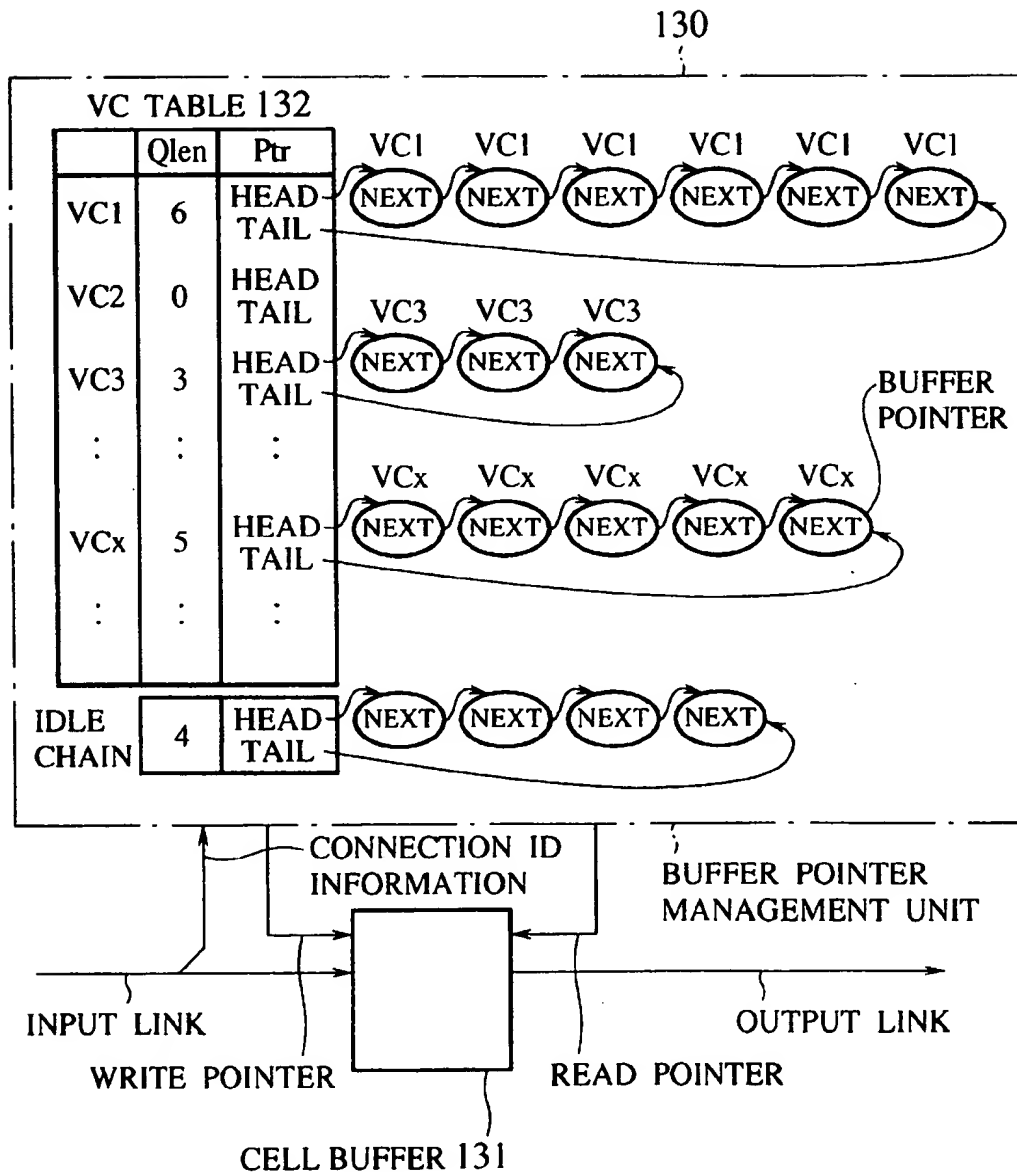 130
VC TABLE 132
Qlen Ptr
VC1 VC1 VC1 VC1 VC1 VC1
VC1 6 HEAD NEXT NEXT NEXT NEXT NEXT NEXT
TAIL
VC2 0 HEAD
TAIL
VC3 VC3 VC3
VC3 3 HEAD NEXT NEXT NEXT
TAIL
BUFFER
POINTER
: : :
VCx VCx VCx VCx VCx
VCx 5 HEAD NEXT NEXT NEXT NEXT NEXT
TAIL
: : :
IDLE
CHAIN
4 HEAD NEXT NEXT NEXT NEXT
TAIL
CONNECTION ID
INFORMATION
BUFFER POINTER
MANAGEMENT UNIT
INPUT LINK
OUTPUT LINK
WRITE POINTER
READ POINTER
CELL BUFFER 131